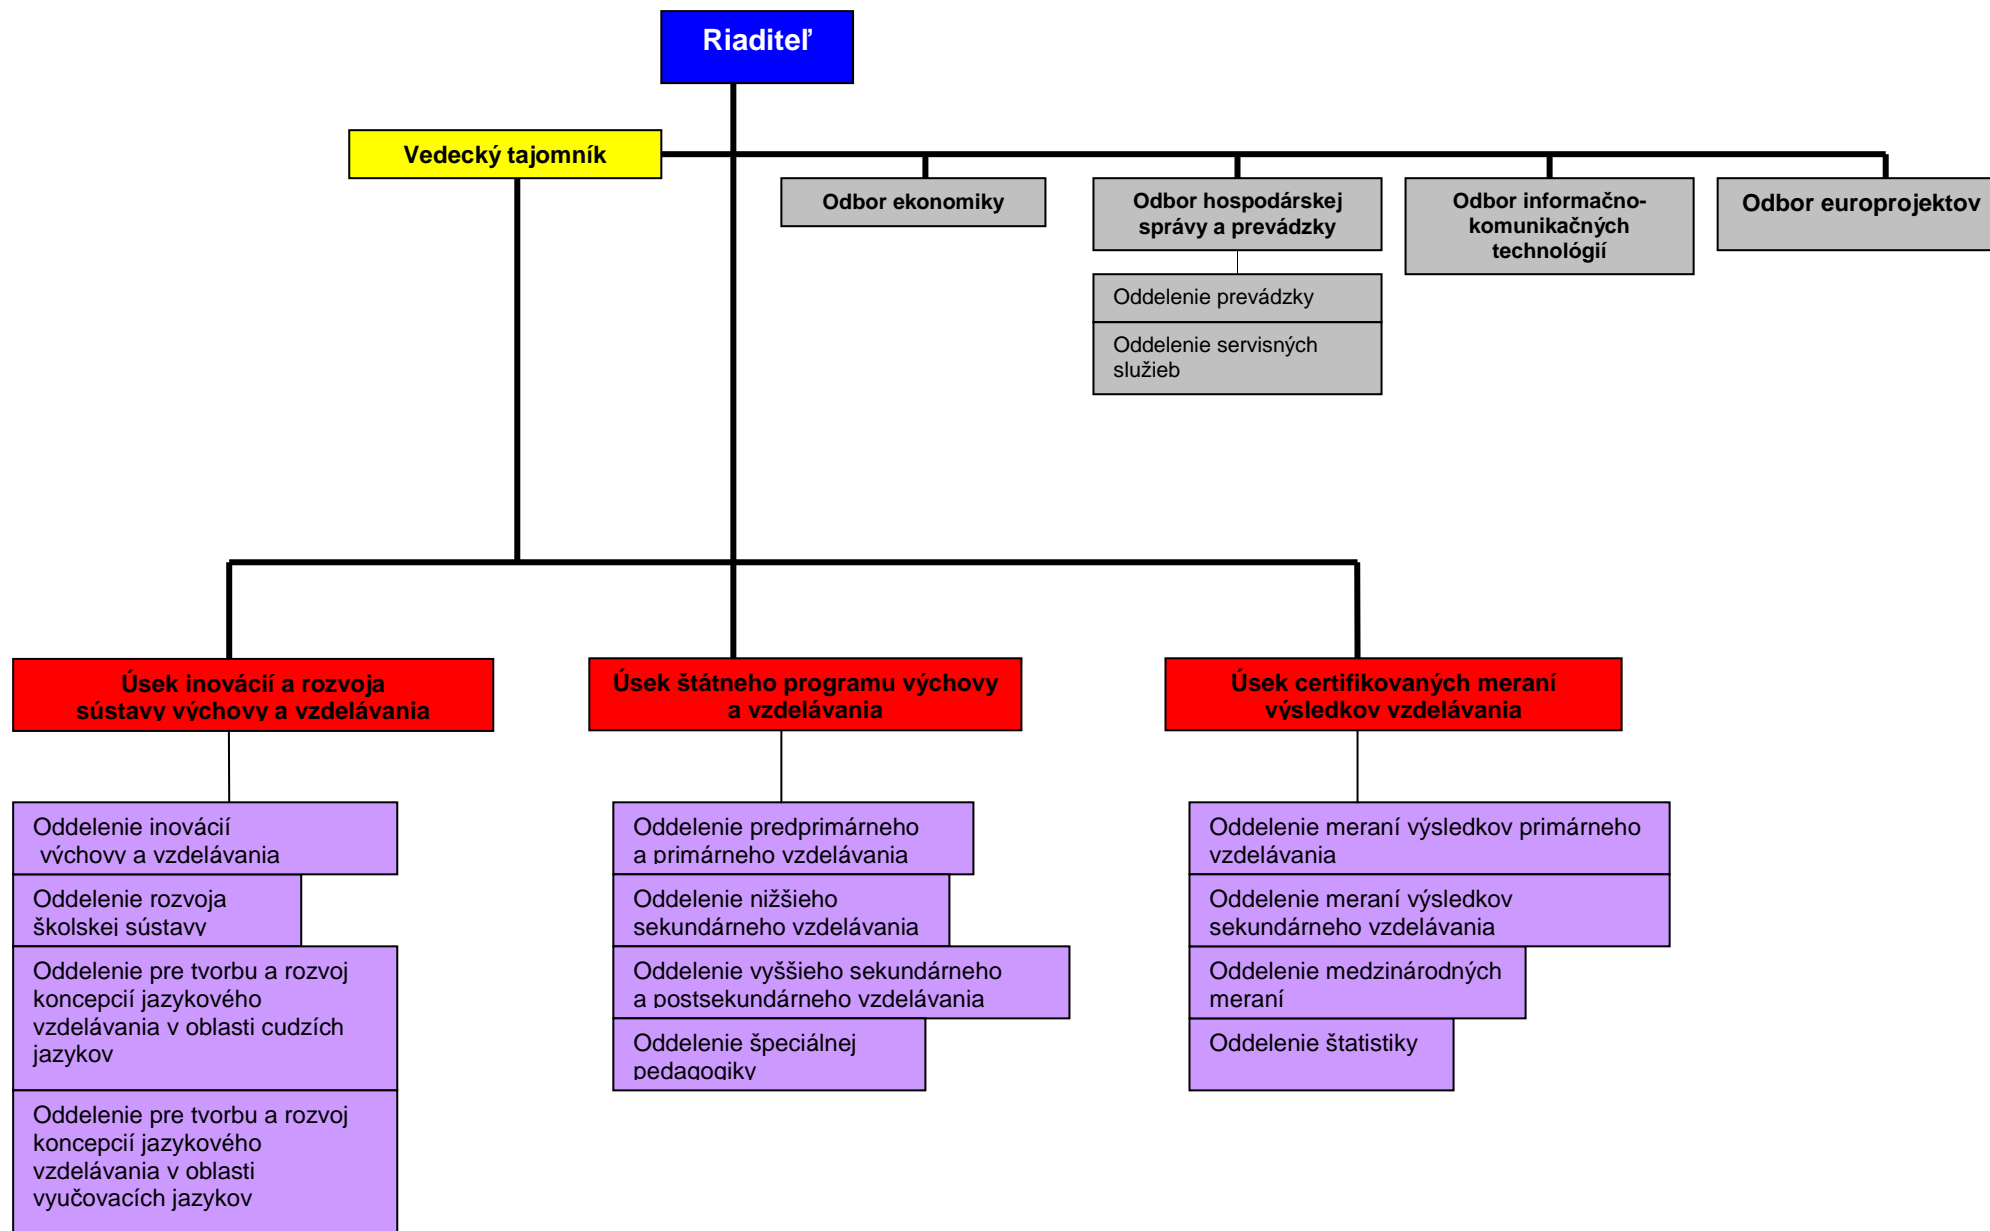 Riaditeľ
Vedecký tajomník
Odbor ekonomiky
Odbor hospodárskej
správy a prevádzky
Odbor informačno-
komunikačných
technológií
Odbor europrojektov
Oddelenie prevádzky
Oddelenie servisných
služieb
Úsek inovácií a rozvoja
sústavy výchovy a vzdelávania
Úsek štátneho programu výchovy
a vzdelávania
Úsek certifikovaných meraní
výsledkov vzdelávania
Oddelenie inovácií
výchovy a vzdelávania
Oddelenie rozvoja
školskej sústavy
Oddelenie pre tvorbu a rozvoj
koncepcií jazykového
vzdelávania v oblasti cudzích
jazykov
Oddelenie pre tvorbu a rozvoj
koncepcií jazykového
vzdelávania v oblasti
vyučovacích jazykov
Oddelenie predprimárneho
a primárneho vzdelávania
Oddelenie nižšieho
sekundárneho vzdelávania
Oddelenie vyššieho sekundárneho
a postsekundárneho vzdelávania
Oddelenie špeciálnej
pedagogiky
Oddelenie meraní výsledkov primárneho
vzdelávania
Oddelenie meraní výsledkov
sekundárneho vzdelávania
Oddelenie medzinárodných
meraní
Oddelenie štatistiky